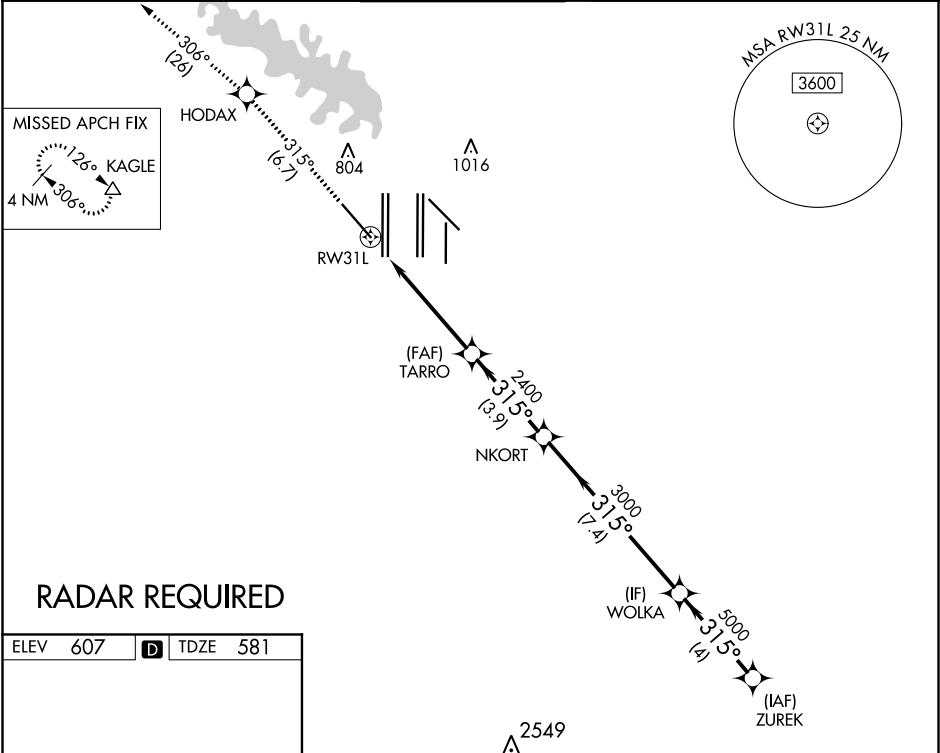 306°
(26)
HODAX
MSA RW31L 25 NM
3600
MISSED APCH FIX
126°
KAGLE
4 NM
306°
315°
(6.7)
804
1016
RW31L
(FAF)
TARRO
2400
315°
(3.9)
NKORT
3000
315°
(7.4)
RADAR REQUIRED
(IF)
WOLKA
5000
315°
(4)
ELEV 607 D TDZE 581
(IAF)
ZUREK
2549